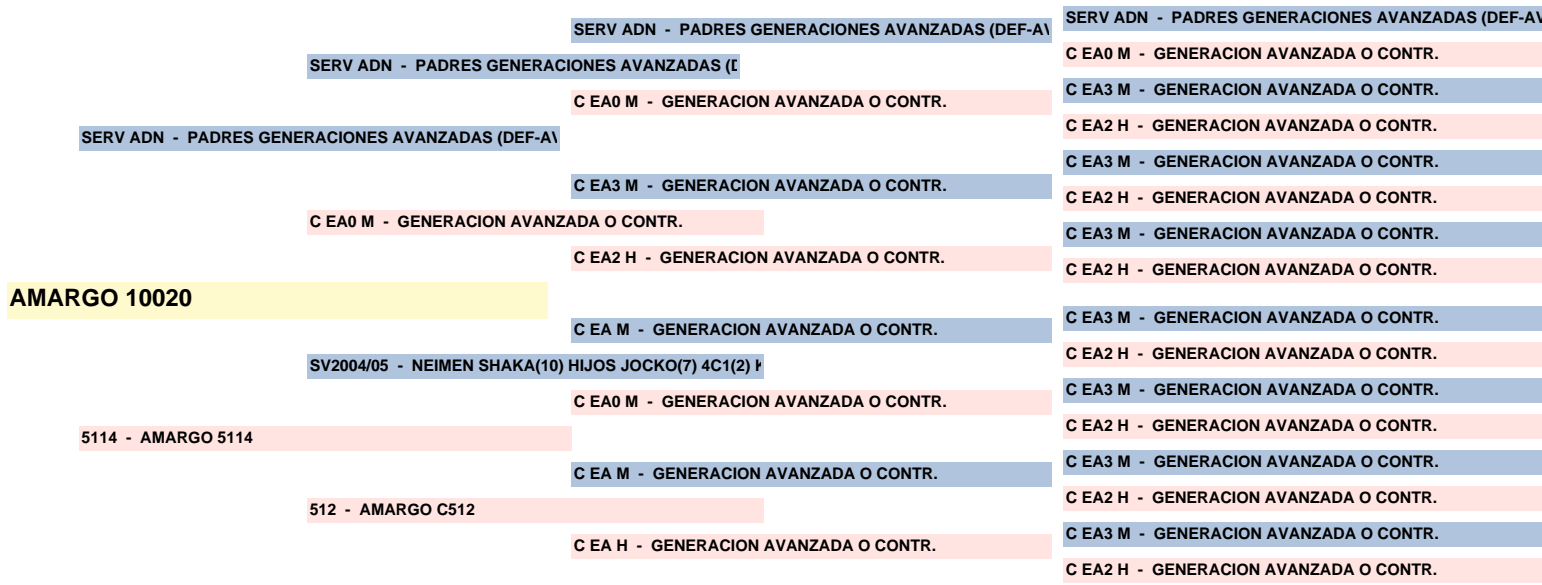 SERV ADN - PADRES GENERACIONES AVANZADAS (DEF-AV
SERV ADN - PADRES GENERACIONES AVANZADAS (DEF-AV
C EA0 M - GENERACION AVANZADA O CONTR.
SERV ADN - PADRES GENERACIONES AVANZADAS (D
C EA3 M - GENERACION AVANZADA O CONTR.
C EA0 M - GENERACION AVANZADA O CONTR.
C EA2 H - GENERACION AVANZADA O CONTR.
SERV ADN - PADRES GENERACIONES AVANZADAS (DEF-AV
C EA3 M - GENERACION AVANZADA O CONTR.
C EA3 M - GENERACION AVANZADA O CONTR.
C EA2 H - GENERACION AVANZADA O CONTR.
C EA0 M - GENERACION AVANZADA O CONTR.
C EA3 M - GENERACION AVANZADA O CONTR.
C EA2 H - GENERACION AVANZADA O CONTR.
C EA2 H - GENERACION AVANZADA O CONTR.
AMARGO 10020
C EA3 M - GENERACION AVANZADA O CONTR.
C EA M - GENERACION AVANZADA O CONTR.
C EA2 H - GENERACION AVANZADA O CONTR.
SV2004/05 - NEIMEN SHAKA(10) HIJOS JOCKO(7) 4C1(2)
C EA3 M - GENERACION AVANZADA O CONTR.
C EA0 M - GENERACION AVANZADA O CONTR.
C EA2 H - GENERACION AVANZADA O CONTR.
5114 - AMARGO 5114
C EA3 M - GENERACION AVANZADA O CONTR.
C EA M - GENERACION AVANZADA O CONTR.
C EA2 H - GENERACION AVANZADA O CONTR.
512 - AMARGO C512
C EA3 M - GENERACION AVANZADA O CONTR.
C EA H - GENERACION AVANZADA O CONTR.
C EA2 H - GENERACION AVANZADA O CONTR.